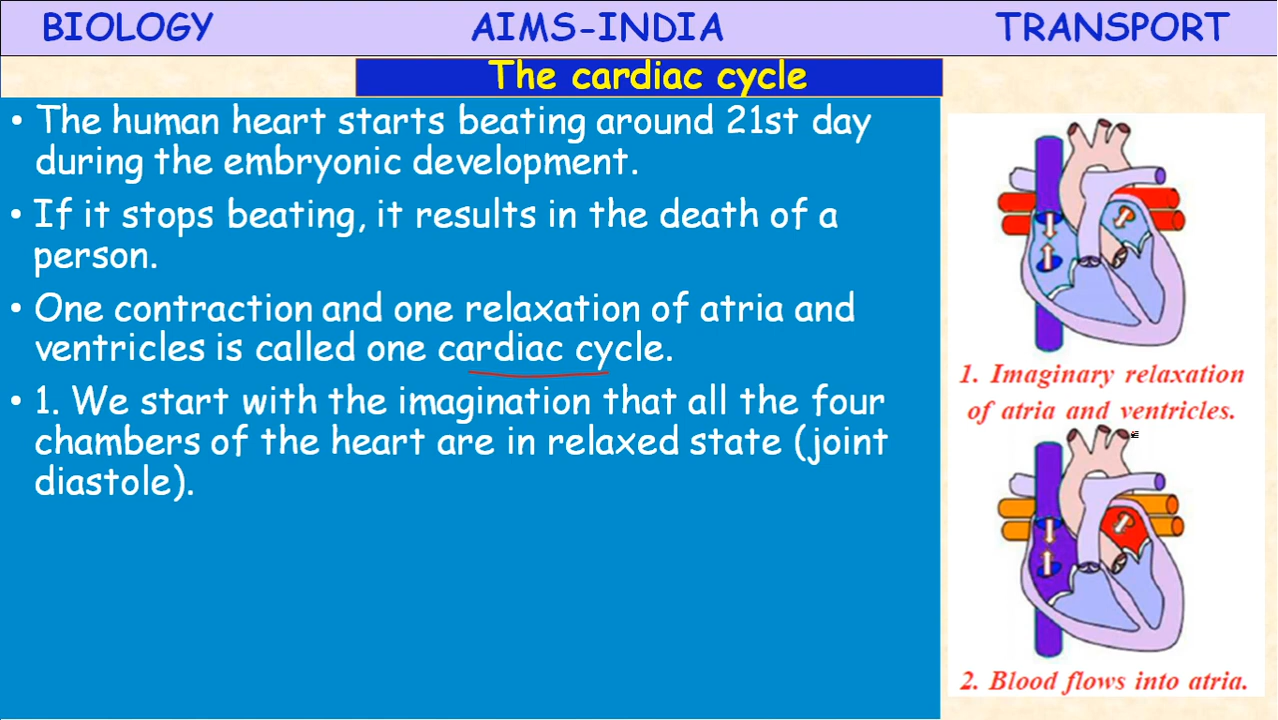 BIOLOGY AIMS-INDIA TRANSPORT
The cardiac cycle
• The human heart starts beating around 21st day
during the embryonic development.
• If it stops beating, it results in the death of a
person.
• One contraction and one relaxation of atria and
ventricles is called one cardiac cycle.
• 1. We start with the imagination that all the four
chambers of the heart are in relaxed state (joint
diastole).
1. Imaginary relaxation
of atria and ventricles.
2. Blood flows into atria.